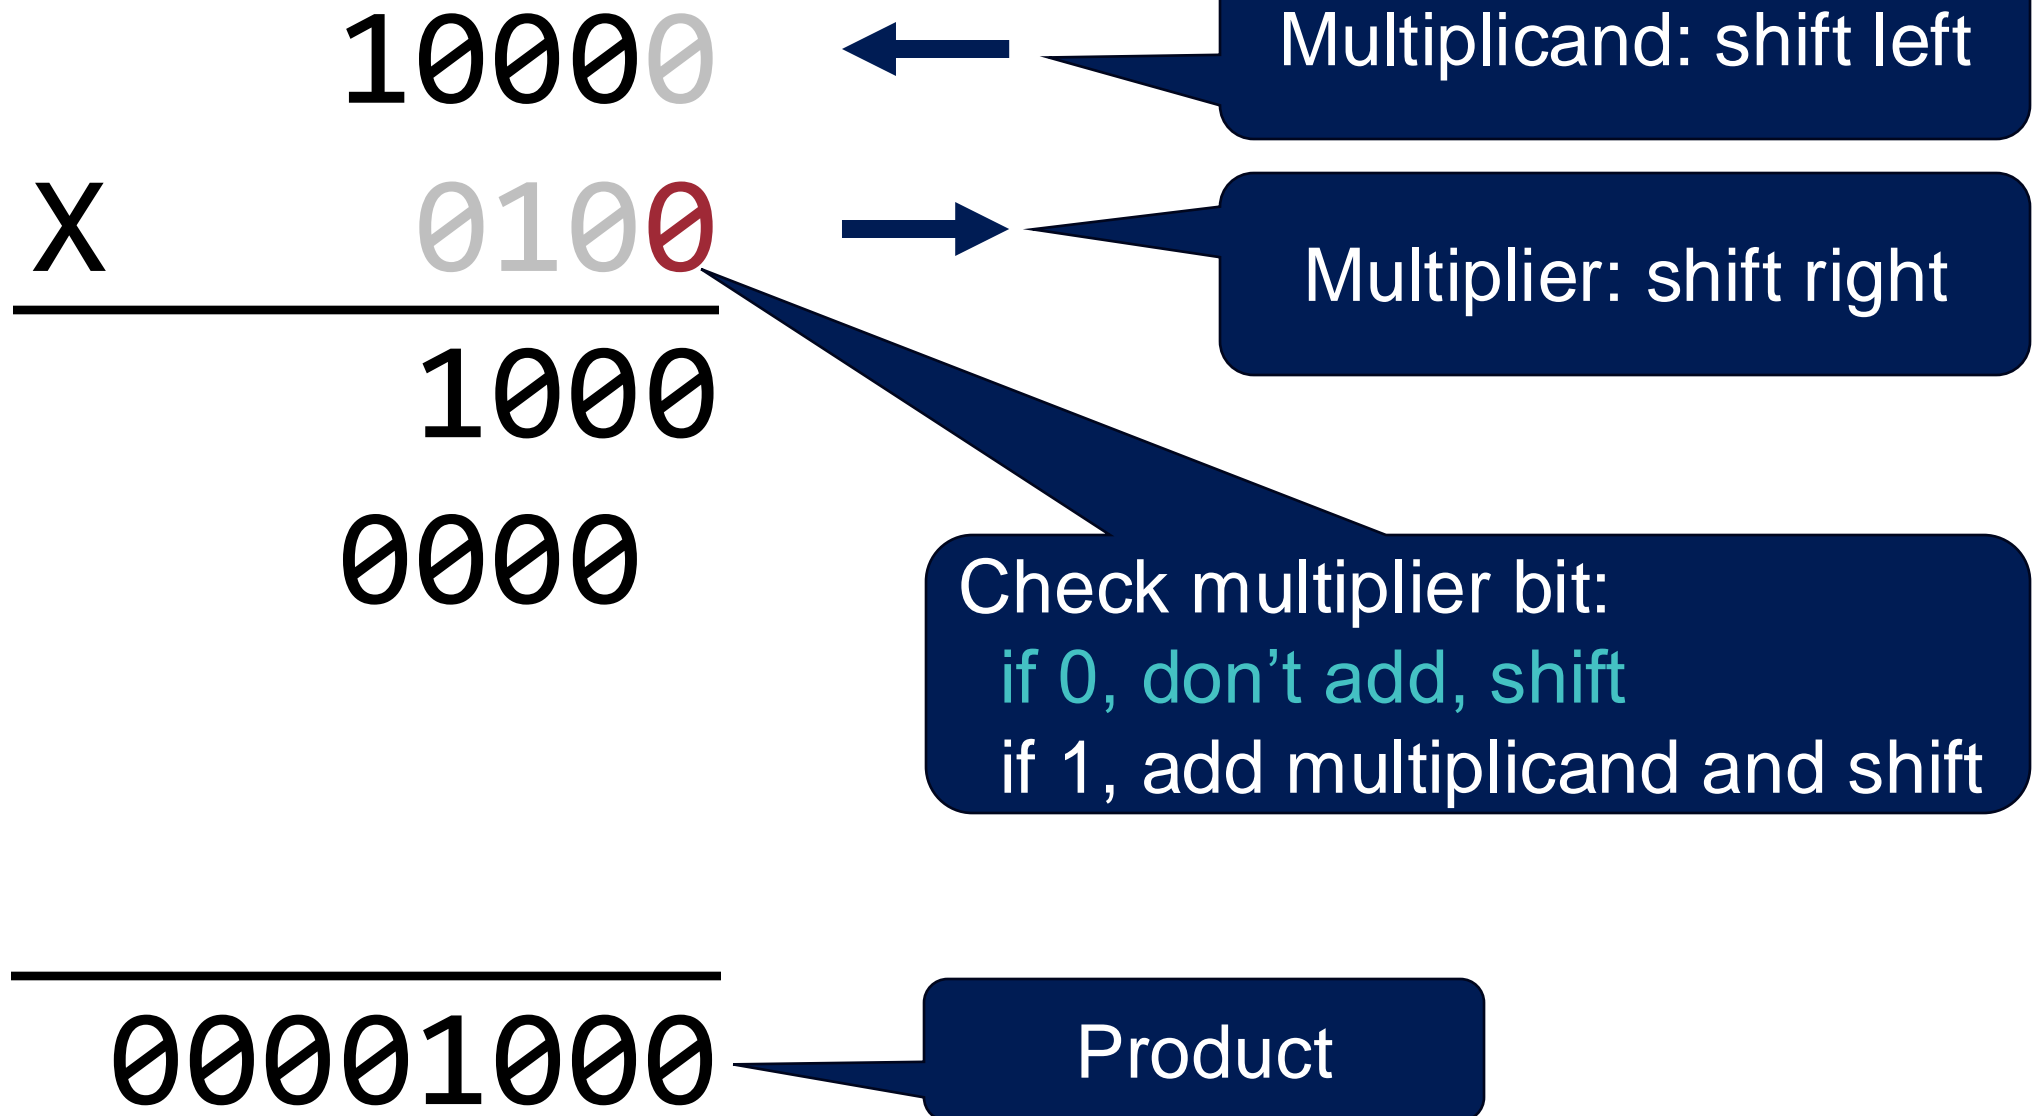 10000
Multiplicand: shift left
X 0100
Multiplier: shift right
1000
0000
Check multiplier bit:
if 0, don’t add, shift
if 1, add multiplicand and shift
00001000
Product